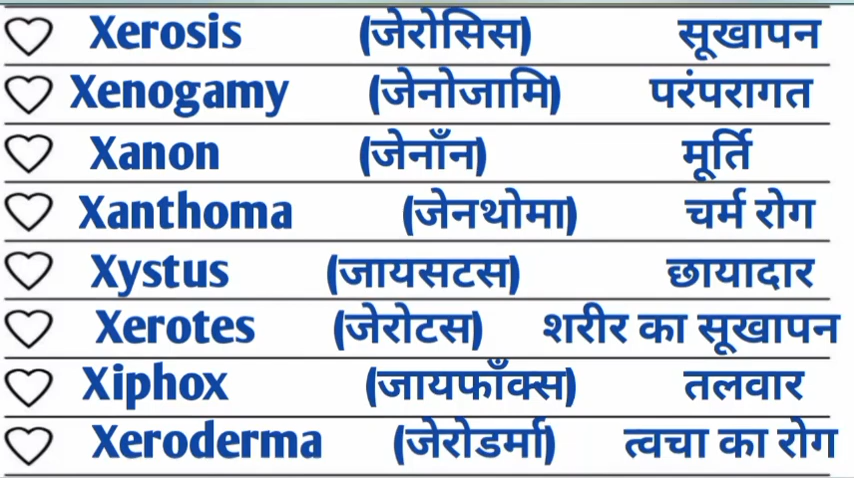 Xerosis (जेरोसिस) सूखापन
Xenogamy (जेनोजामि) परंपरागत
Xanon (जेनाँन) मूर्ति
Xanthoma (जेनथोमा) चर्म रोग
Xystus (जायसटस) छायादार
Xerotes (जेरोटस) शरीर का सूखापन
Xiphox (जायफाँक्स) तलवार
Xeroderma (जेरोडर्मा) त्वचा का रोग